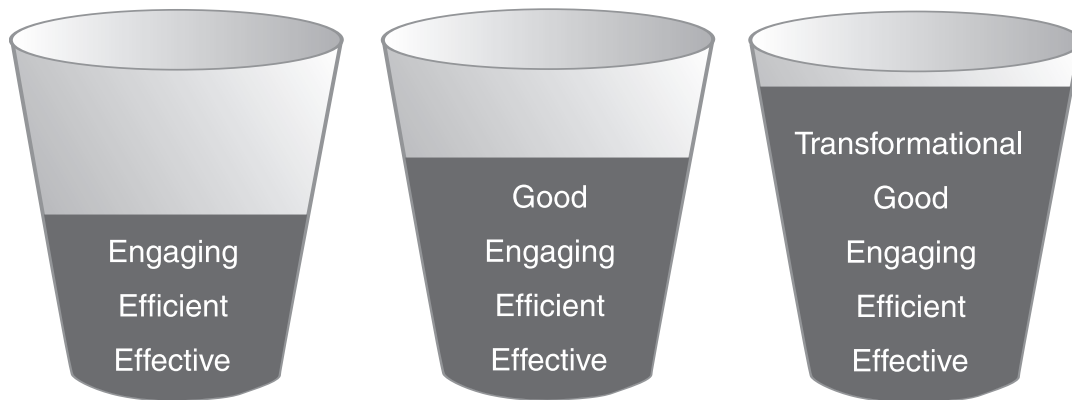 Engaging
Efficient
Effective
Good
Engaging
Efficient
Effective
Transformational
Good
Engaging
Efficient
Effective